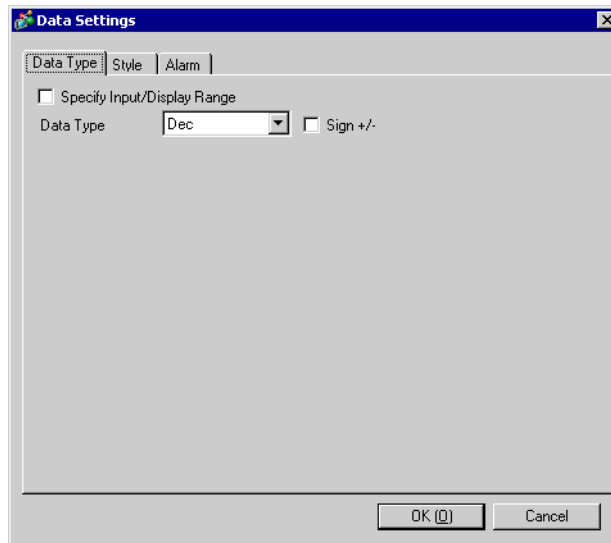 Data Settings
Data Type Style Alarm
Specify Input/Display Range
Data Type Dec Sign +/-
OK (O) Cancel